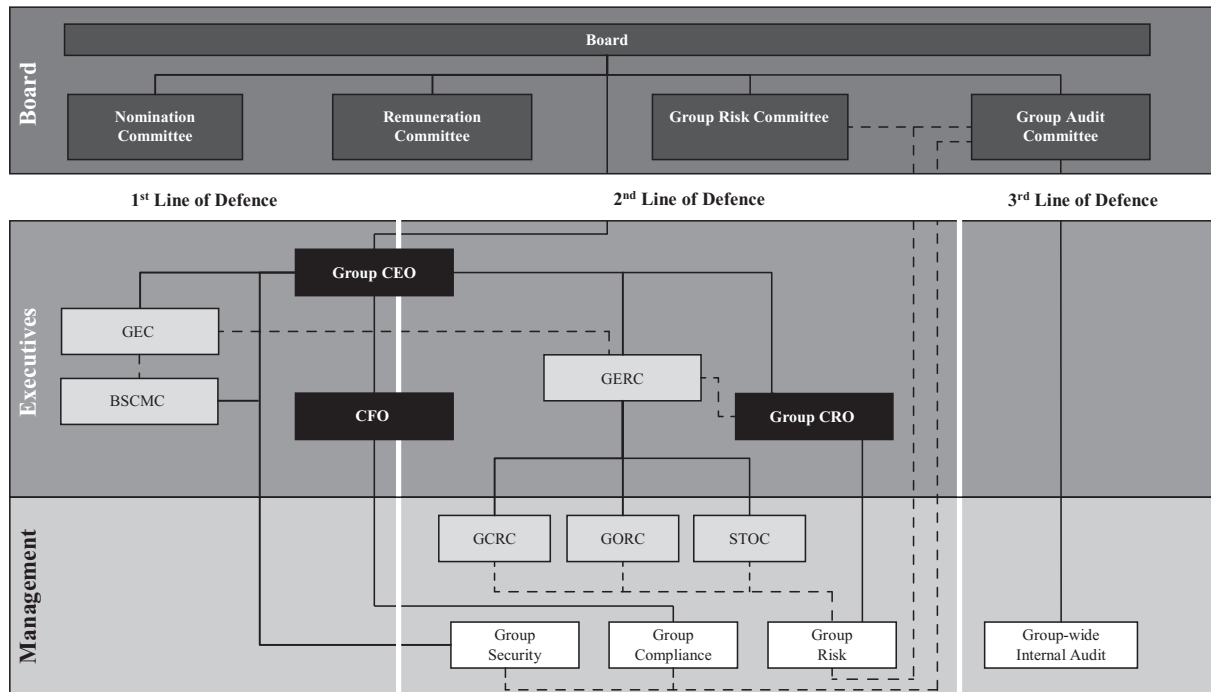 Board
Board
Nomination
Committee
Remuneration
Committee
Group Risk Committee
Group Audit
Committee
1st Line of Defence
2nd Line of Defence
3rd Line of Defence
Executives
Group CEO
GEC
GERC
BSCMC
CFO
Group CRO
Management
GCRC
GORC
STOC
Group
Security
Group
Compliance
Group
Risk
Group-wide
Internal Audit